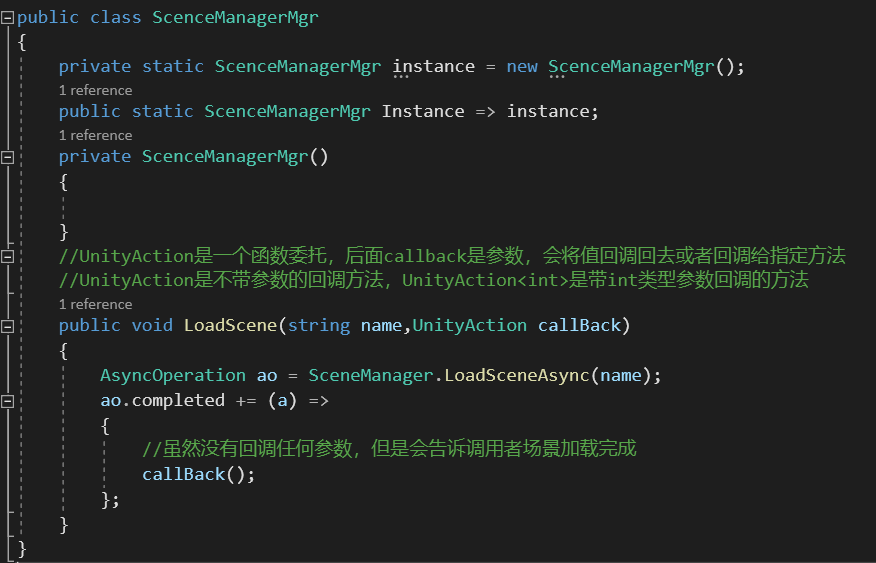 public class ScenceManagerMgr
{
private static ScenceManagerMgr instance = new ScenceManagerMgr();
1 reference
public static ScenceManagerMgr Instance => instance;
1 reference
private ScenceManagerMgr()
{
}
//UnityAction是一个函数委托，后面callback是参数，会将值回调回去或者回调给指定方法
//UnityAction是不带参数的回调方法，UnityAction<int>是带int类型参数回调的方法
1 reference
public void LoadScene(string name,UnityAction callBack)
{
AsyncOperation ao = SceneManager.LoadSceneAsync(name);
ao.completed += (a) =>
{
//虽然没有回调任何参数，但是会告诉调用者场景加载完成
callBack();
};
}
}